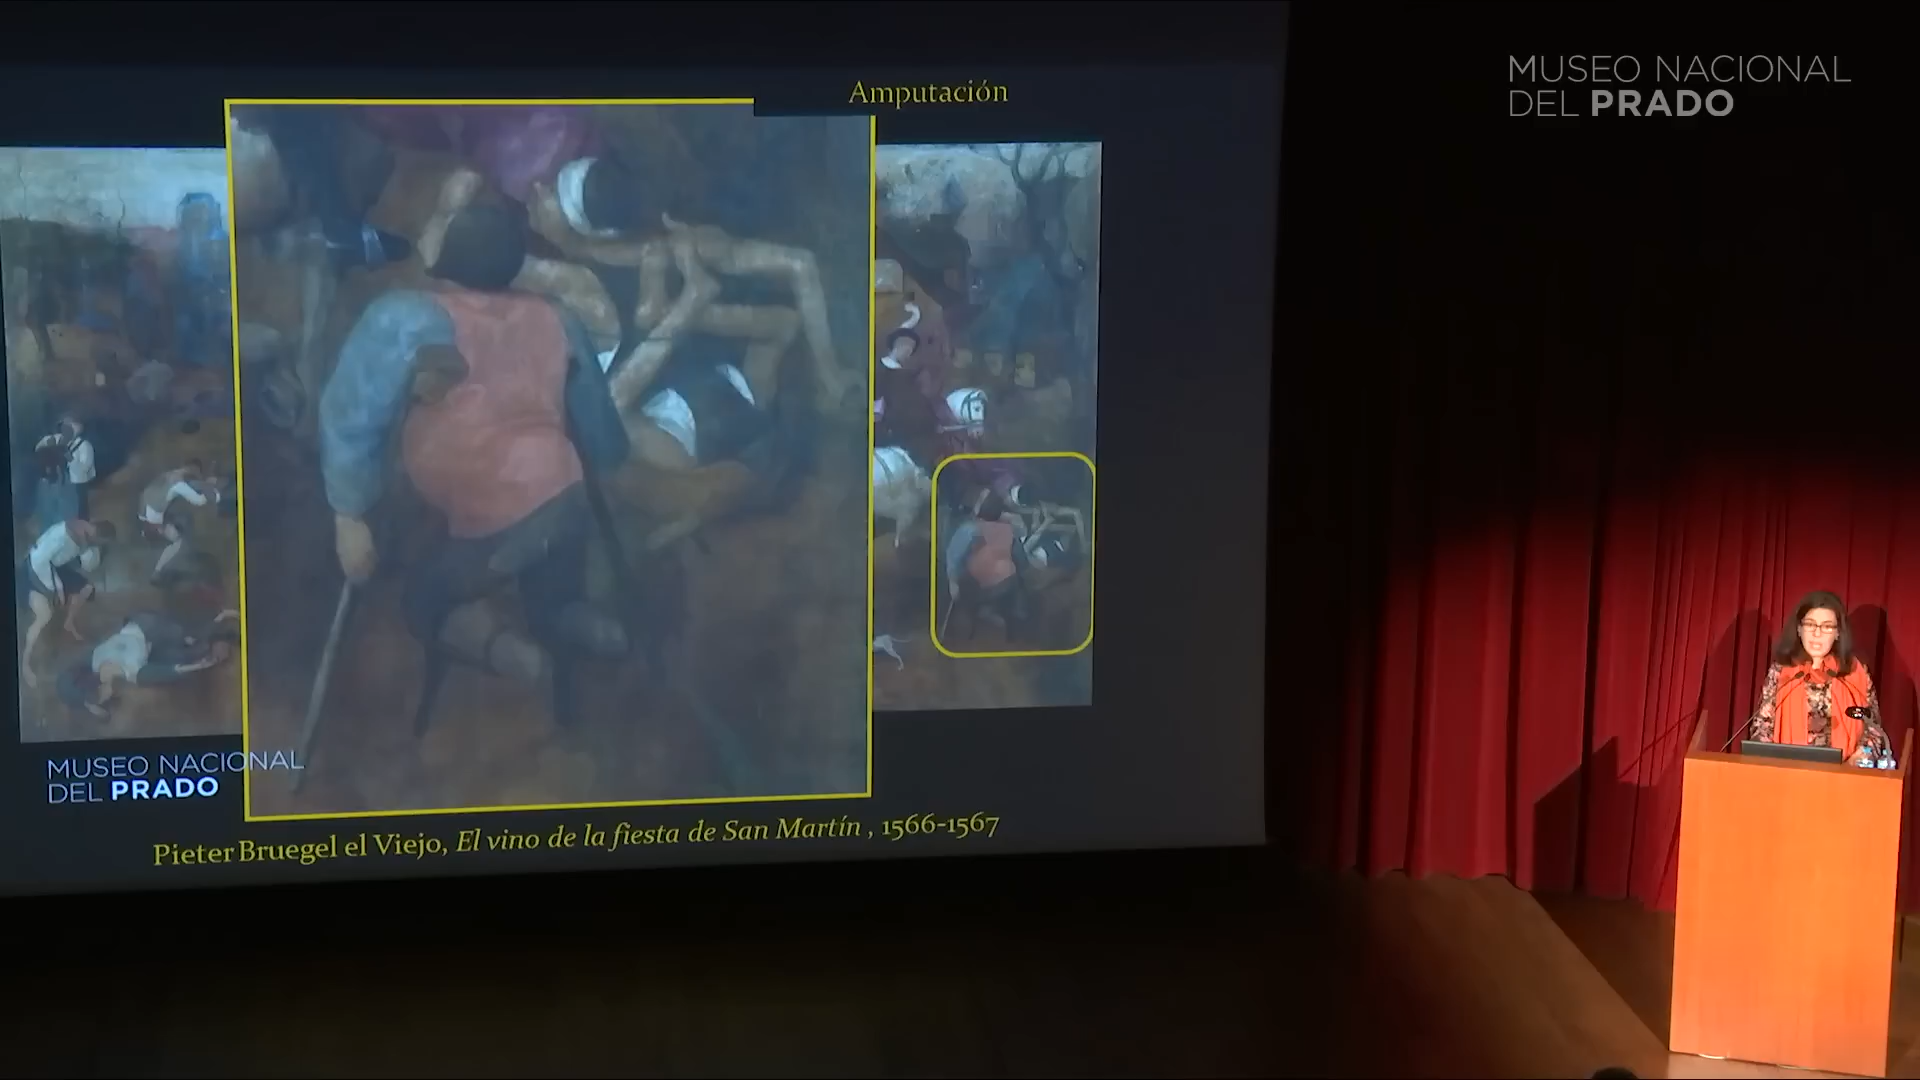 MUSEO NACIONAL
DEL PRADO
Amputación
MUSEO NACIONAL
DEL PRADO
Pieter Bruegel el Viejo, El vino de la fiesta de San Martín , 1566-1567